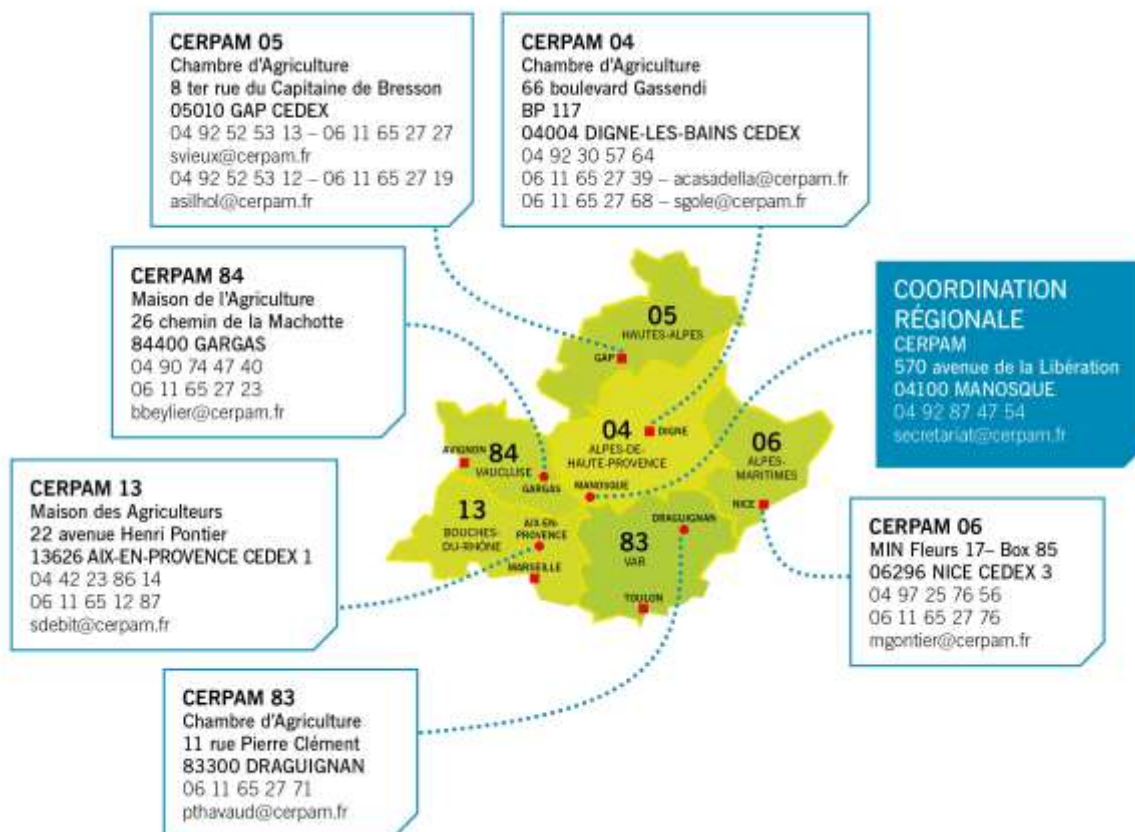 CERPAM 05
Chambre d'Agriculture
8 ter rue du Capitaine de Bresson
05010 GAP CEDEX
04 92 52 53 13 – 06 11 65 27 27
svieux@cerpam.fr
04 92 52 53 12 – 06 11 65 27 19
asilhol@cerpam.fr
CERPAM 04
Chambre d'Agriculture
66 boulevard Gassendi
BP 117
04004 DIGNE-LES-BAINS CEDEX
04 92 30 57 64
06 11 65 27 39 – acasadella@cerpam.fr
06 11 65 27 68 – sgole@cerpam.fr
CERPAM 84
Maison de l'Agriculture
26 chemin de la Machotte
84400 GARGAS
04 90 74 47 40
06 11 65 27 23
bbeylier@cerpam.fr
COORDINATION
RÉGIONALE
CERPAM
570 avenue de la Libération
04100 MANOSQUE
04 92 87 47 54
secretariat@cerpam.fr
05
HAUTES-ALPES
GAP
04
ALPES-DE-
HAUTE-PROVENCE
DIGNE
MANOSQUE
06
ALPES-
MARITIMES
NICE
84
VAUCLUSE
AVIGNON
GARGAS
13
BOUCHES-
DU-RHÔNE
AIX-EN-
PROVENCE
MARSEILLE
83
VAR
DRAGUIGNAN
TOULON
CERPAM 13
Maison des Agriculteurs
22 avenue Henri Pontier
13626 AIX-EN-PROVENCE CEDEX 1
04 42 23 86 14
06 11 65 12 87
sdebit@cerpam.fr
CERPAM 06
MIN Fleurs 17– Box 85
06296 NICE CEDEX 3
04 97 25 76 56
06 11 65 27 76
mgontier@cerpam.fr
CERPAM 83
Chambre d'Agriculture
11 rue Pierre Clément
83300 DRAGUIGNAN
06 11 65 27 71
pthavaud@cerpam.fr